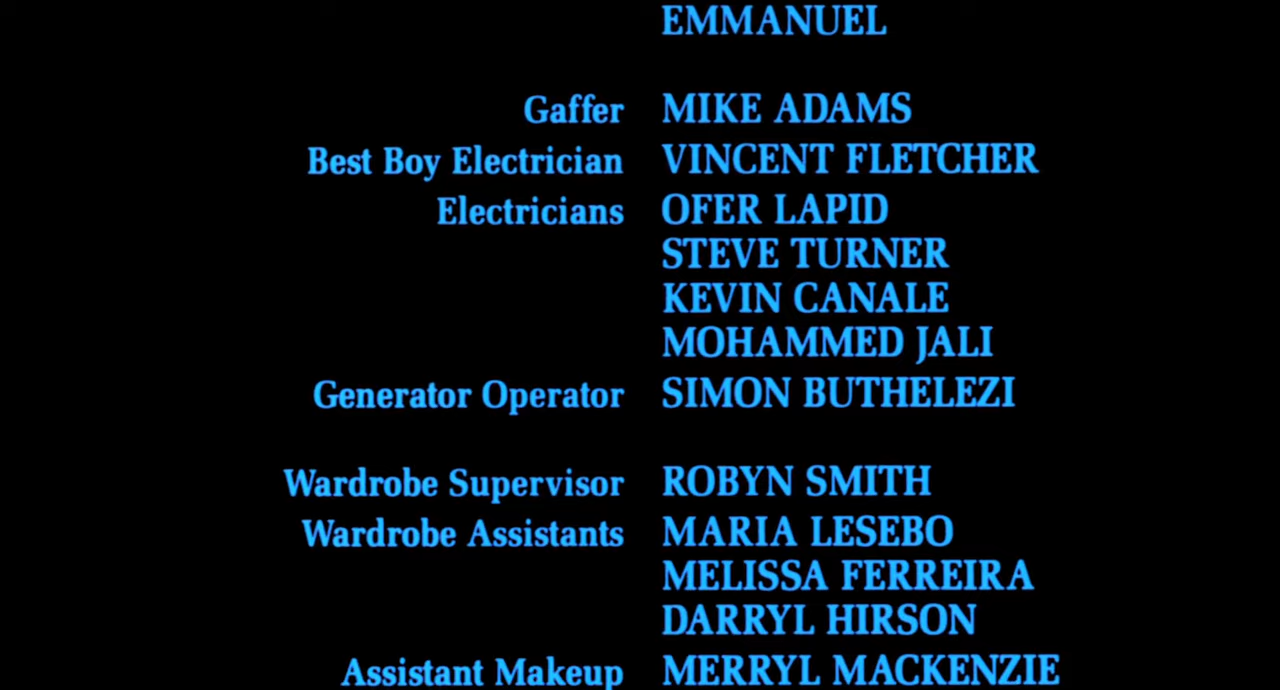 EMMANUEL
Gaffer MIKE ADAMS
Best Boy Electrician VINCENT FLETCHER
Electricians OFER LAPID
STEVE TURNER
KEVIN CANALE
MOHAMMED JALI
Generator Operator SIMON BUTHELEZI
Wardrobe Supervisor ROBYN SMITH
Wardrobe Assistants MARIA LESEBO
MELISSA FERREIRA
DARRYL HIRSON
Assistant Makeup MERRYL MACKENZIE